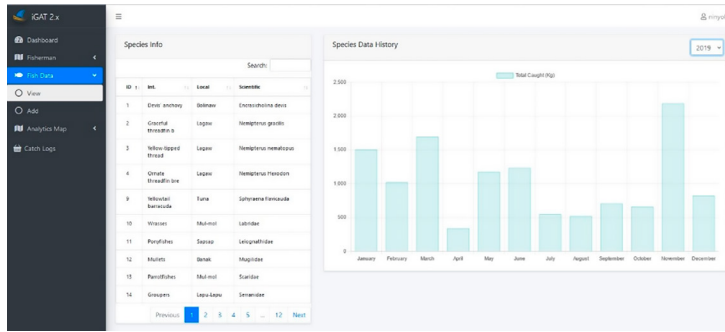 iGAT 2.x
Dashboard
Fisherman
Fish Data
View
Add
Analytics Map
Catch Logs
Species Info
Search:
ID Int. Local Scientific
1 Devis' anchovy Bolinaw Encrasicholina devis
2 Graceful
threadfin b Lagaw Nemipterus gracilis
3 Yellow-tipped
thread Lagaw Nemipterus nematopus
4 Ornate
threadfin bre Lagaw Nemipterus Hexodon
9 Yellowtail
barracuda Tuna Sphyraena flavicauda
10 Wrasses Mul-mol Labridae
11 Ponyfishes Sapsap Leiognathidae
12 Mullets Banak Mugilidae
13 Parrotfishes Mul-mol Scaridae
14 Groupers Lapu-Lapu Serranidae
Previous 1 2 3 4 5 ... 12 Next
Species Data History
2019
Total Caught (Kg)
2.500
2.000
1.500
1.000
500
0
January February March April May June July August September October November December